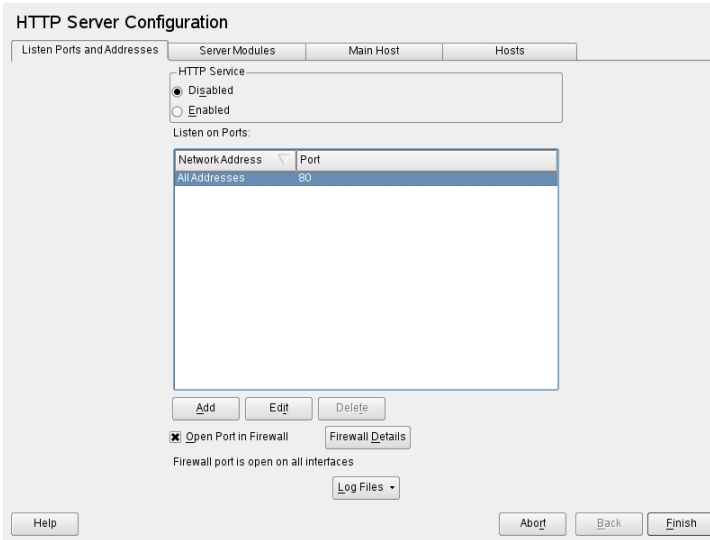 HTTP Server Configuration
Listen Ports and Addresses
Server Modules
Main Host
Hosts
HTTP Service
Disabled
Enabled
Listen on Ports:
Network Address Port
All Addresses 80
Add
Edit
Delete
Open Port in Firewall
Firewall Details
Firewall port is open on all interfaces
Log Files
Help
Abort
Back
Finish